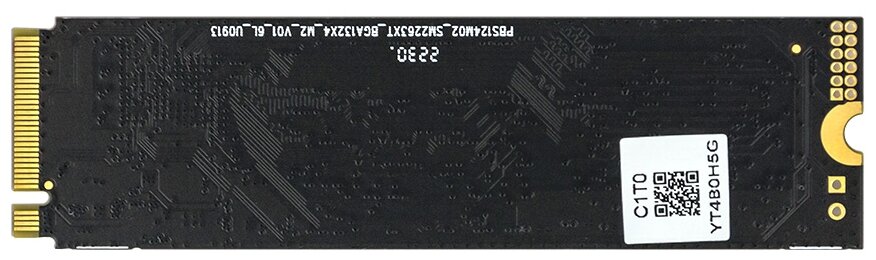 PBS124M02_SM2263XT_BGA132X4_M2_V01_6L_U0913
2230.
C1T0
YT4B0H5G